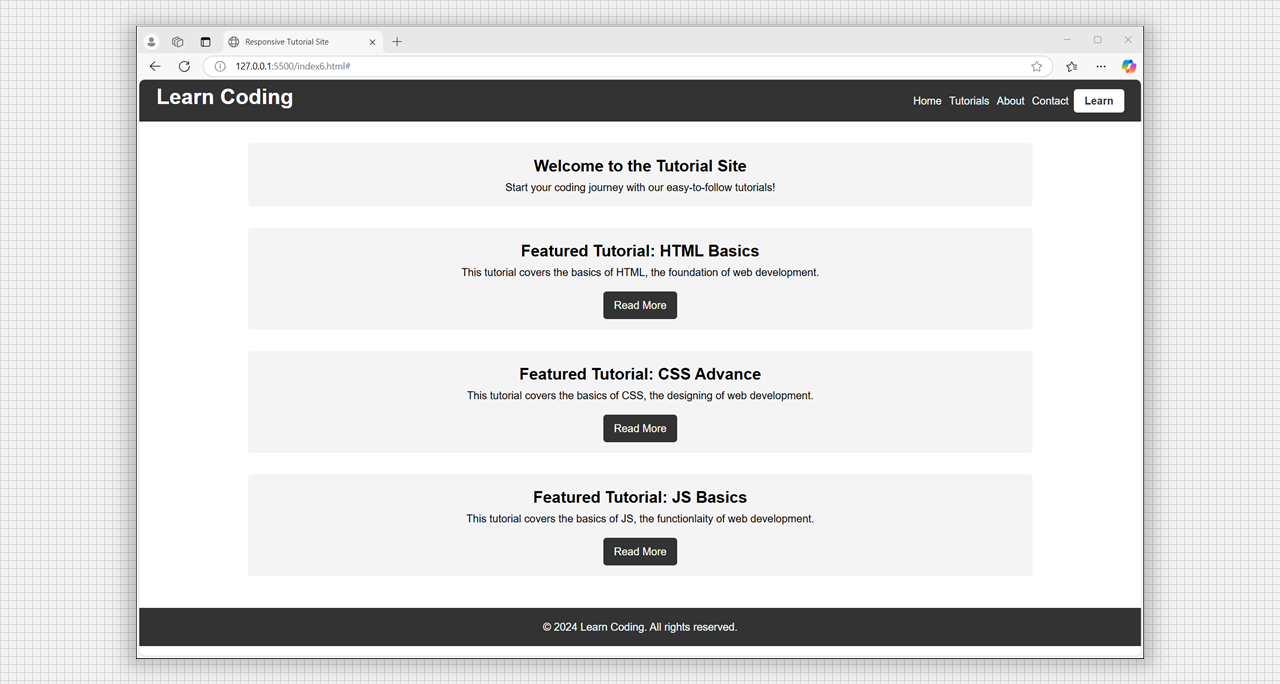 Responsive Tutorial Site
127.0.0.1:5500/index6.html#
Learn Coding
Home Tutorials About Contact Learn
Welcome to the Tutorial Site
Start your coding journey with our easy-to-follow tutorials!
Featured Tutorial: HTML Basics
This tutorial covers the basics of HTML, the foundation of web development.
Read More
Featured Tutorial: CSS Advance
This tutorial covers the basics of CSS, the designing of web development.
Read More
Featured Tutorial: JS Basics
This tutorial covers the basics of JS, the functionlaity of web development.
Read More
© 2024 Learn Coding. All rights reserved.